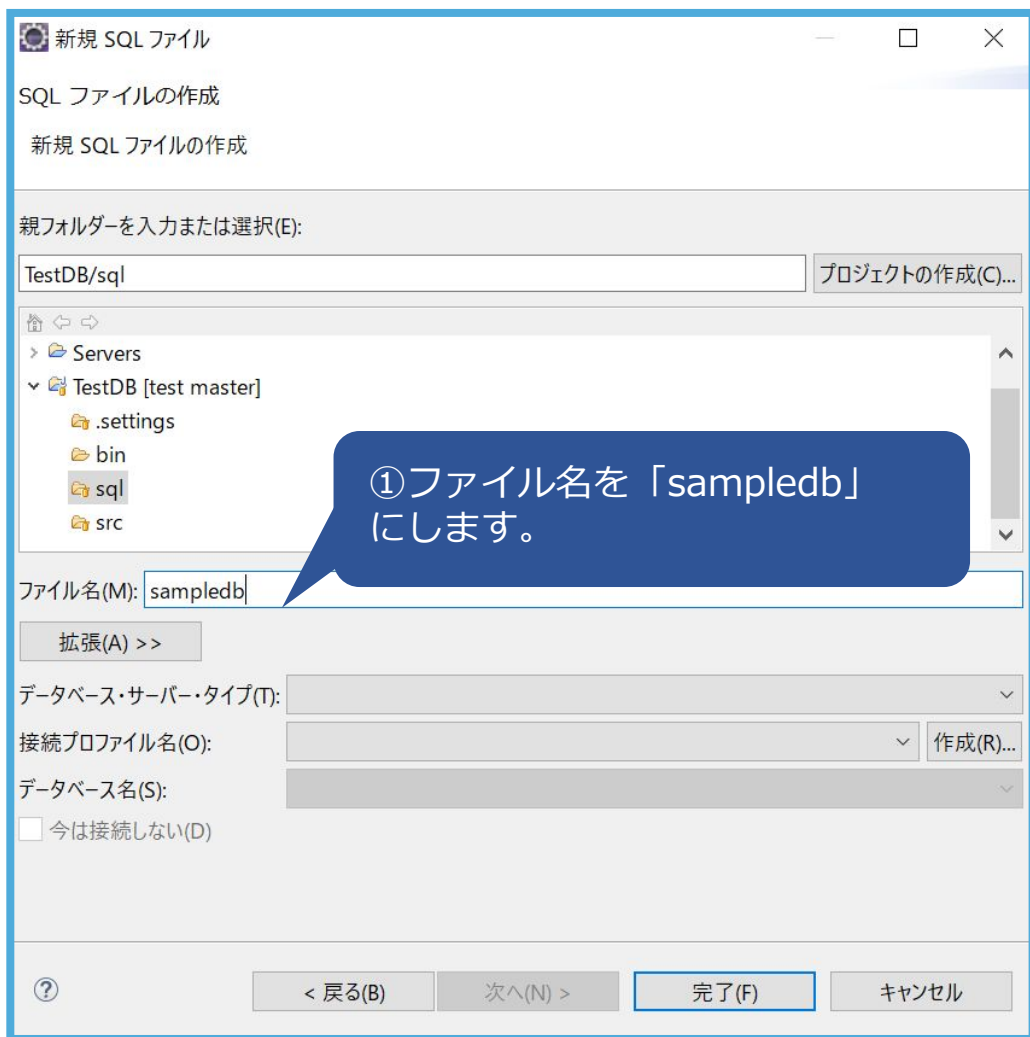 新規 SQL ファイル
SQL ファイルの作成
新規 SQL ファイルの作成
親フォルダーを入力または選択(E):
TestDB/sql
プロジェクトの作成(C)...
Servers
TestDB [test master]
.settings
bin
sql
src
①ファイル名を「sampledb」
にします。
ファイル名(M): sampledb
拡張(A) >>
データベース・サーバー・タイプ(T):
接続プロファイル名(O):
作成(R)...
データベース名(S):
今は接続しない(D)
< 戻る(B)
次へ(N) >
完了(F)
キャンセル